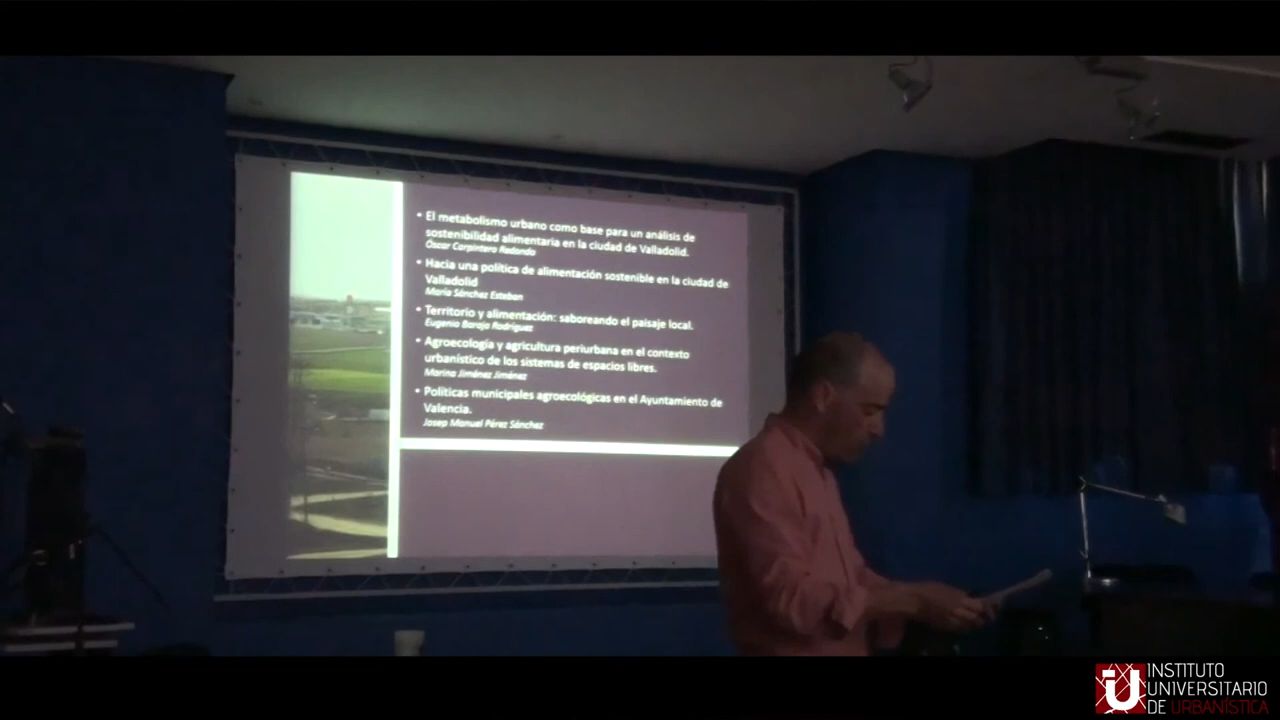 • El metabolismo urbano como base para un análisis de
sostenibilidad alimentaria en la ciudad de Valladolid.
Óscar Carpintero Redondo
• Hacia una política de alimentación sostenible en la ciudad de
Valladolid
María Sánchez Esteban
• Territorio y alimentación: saboreando el paisaje local.
Eugenio Baraja Rodríguez
• Agroecología y agricultura periurbana en el contexto
urbanístico de los sistemas de espacios libres.
Marina Jiménez Jiménez
• Políticas municipales agroecológicas en el Ayuntamiento de
Valencia.
Josep Manuel Pérez Sánchez
iU INSTITUTO
UNIVERSITARIO
DE URBANÍSTICA